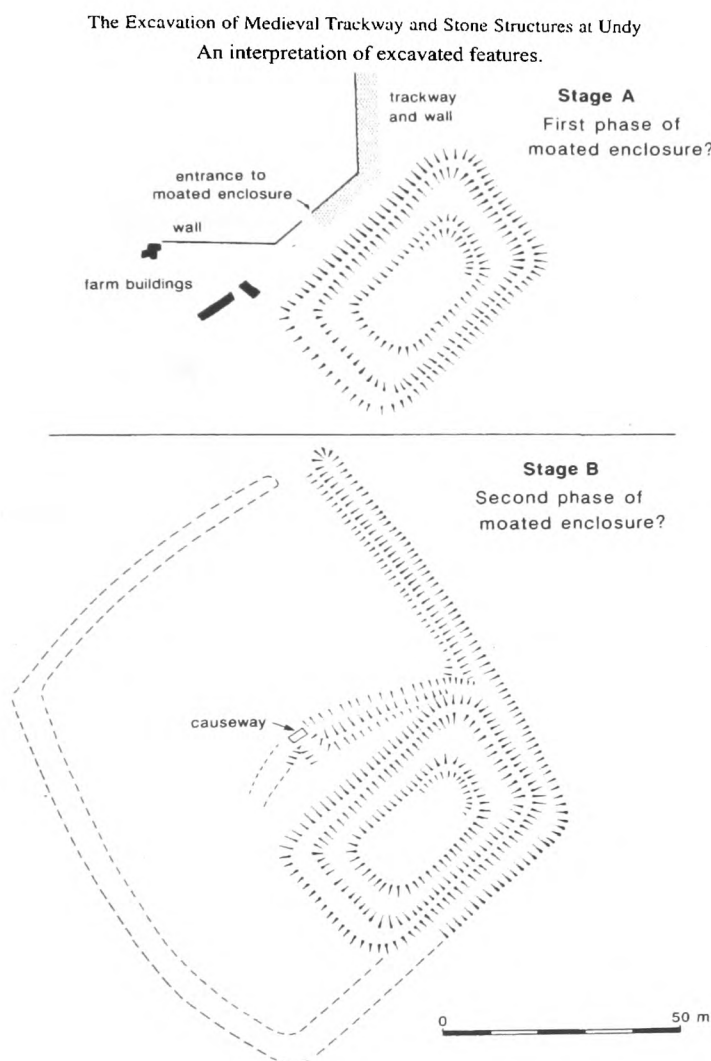 The Excavation of Medieval Trackway and Stone Structures at Undy
An interpretation of excavated features.
trackway
and wall
Stage A
First phase of
moated enclosure?
entrance to
moated enclosure
wall
farm buildings
Stage B
Second phase of
moated enclosure?
causeway
0
50 m